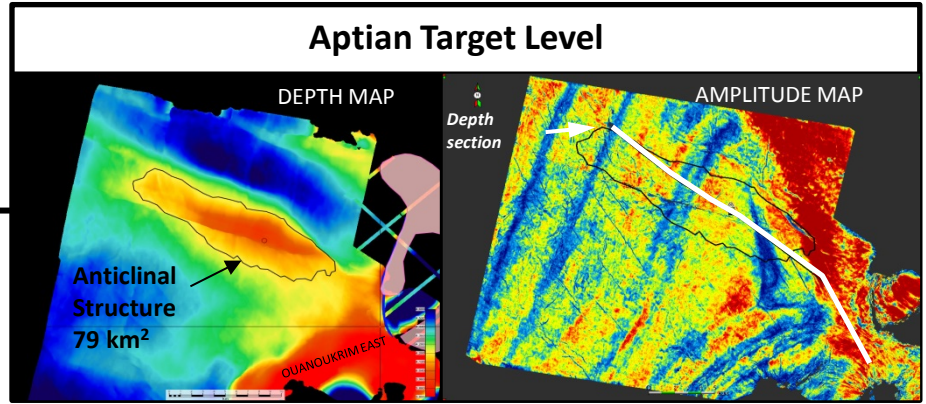 Aptian Target Level
DEPTH MAP
AMPLITUDE MAP
Depth
section
Anticlinal
Structure
79 km²
OUANOUKRIM EAST